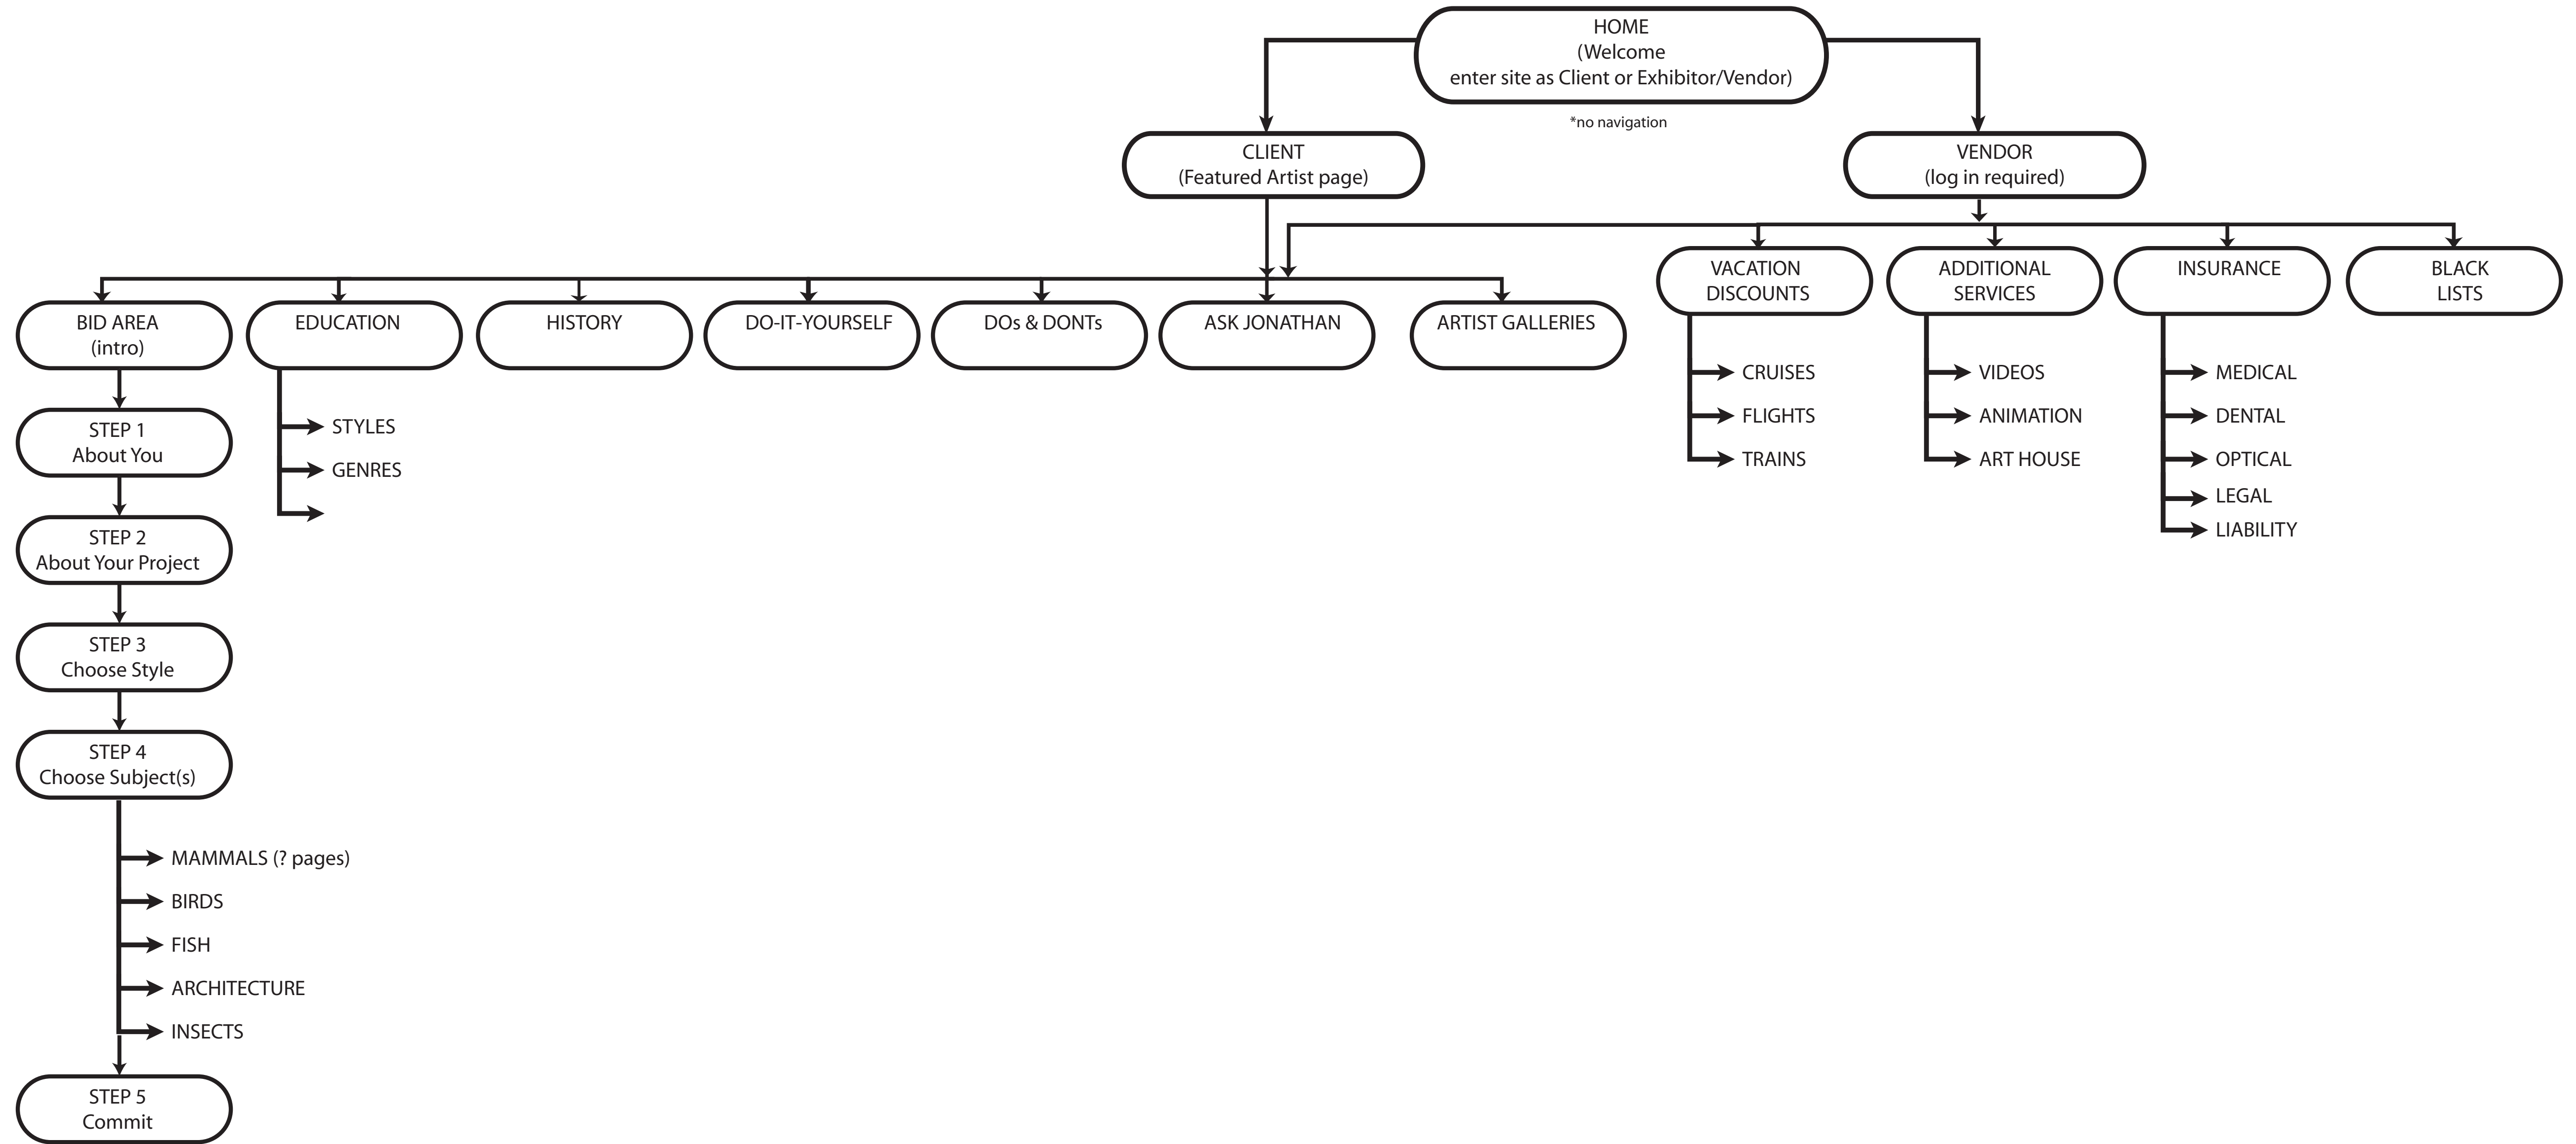 HOME
(Welcome
enter site as Client or Exhibitor/Vendor)
*no navigation
CLIENT
(Featured Artist page)
VENDOR
(log in required)
VACATION
DISCOUNTS
ADDITIONAL
SERVICES
INSURANCE
BLACK
LISTS
BID AREA
(intro)
EDUCATION
HISTORY
DO-IT-YOURSELF
DOs & DONTs
ASK JONATHAN
ARTIST GALLERIES
CRUISES
FLIGHTS
TRAINS
VIDEOS
ANIMATION
ART HOUSE
MEDICAL
DENTAL
OPTICAL
LEGAL
LIABILITY
STYLES
GENRES
STEP 1
About You
STEP 2
About Your Project
STEP 3
Choose Style
STEP 4
Choose Subject(s)
MAMMALS (? pages)
BIRDS
FISH
ARCHITECTURE
INSECTS
STEP 5
Commit